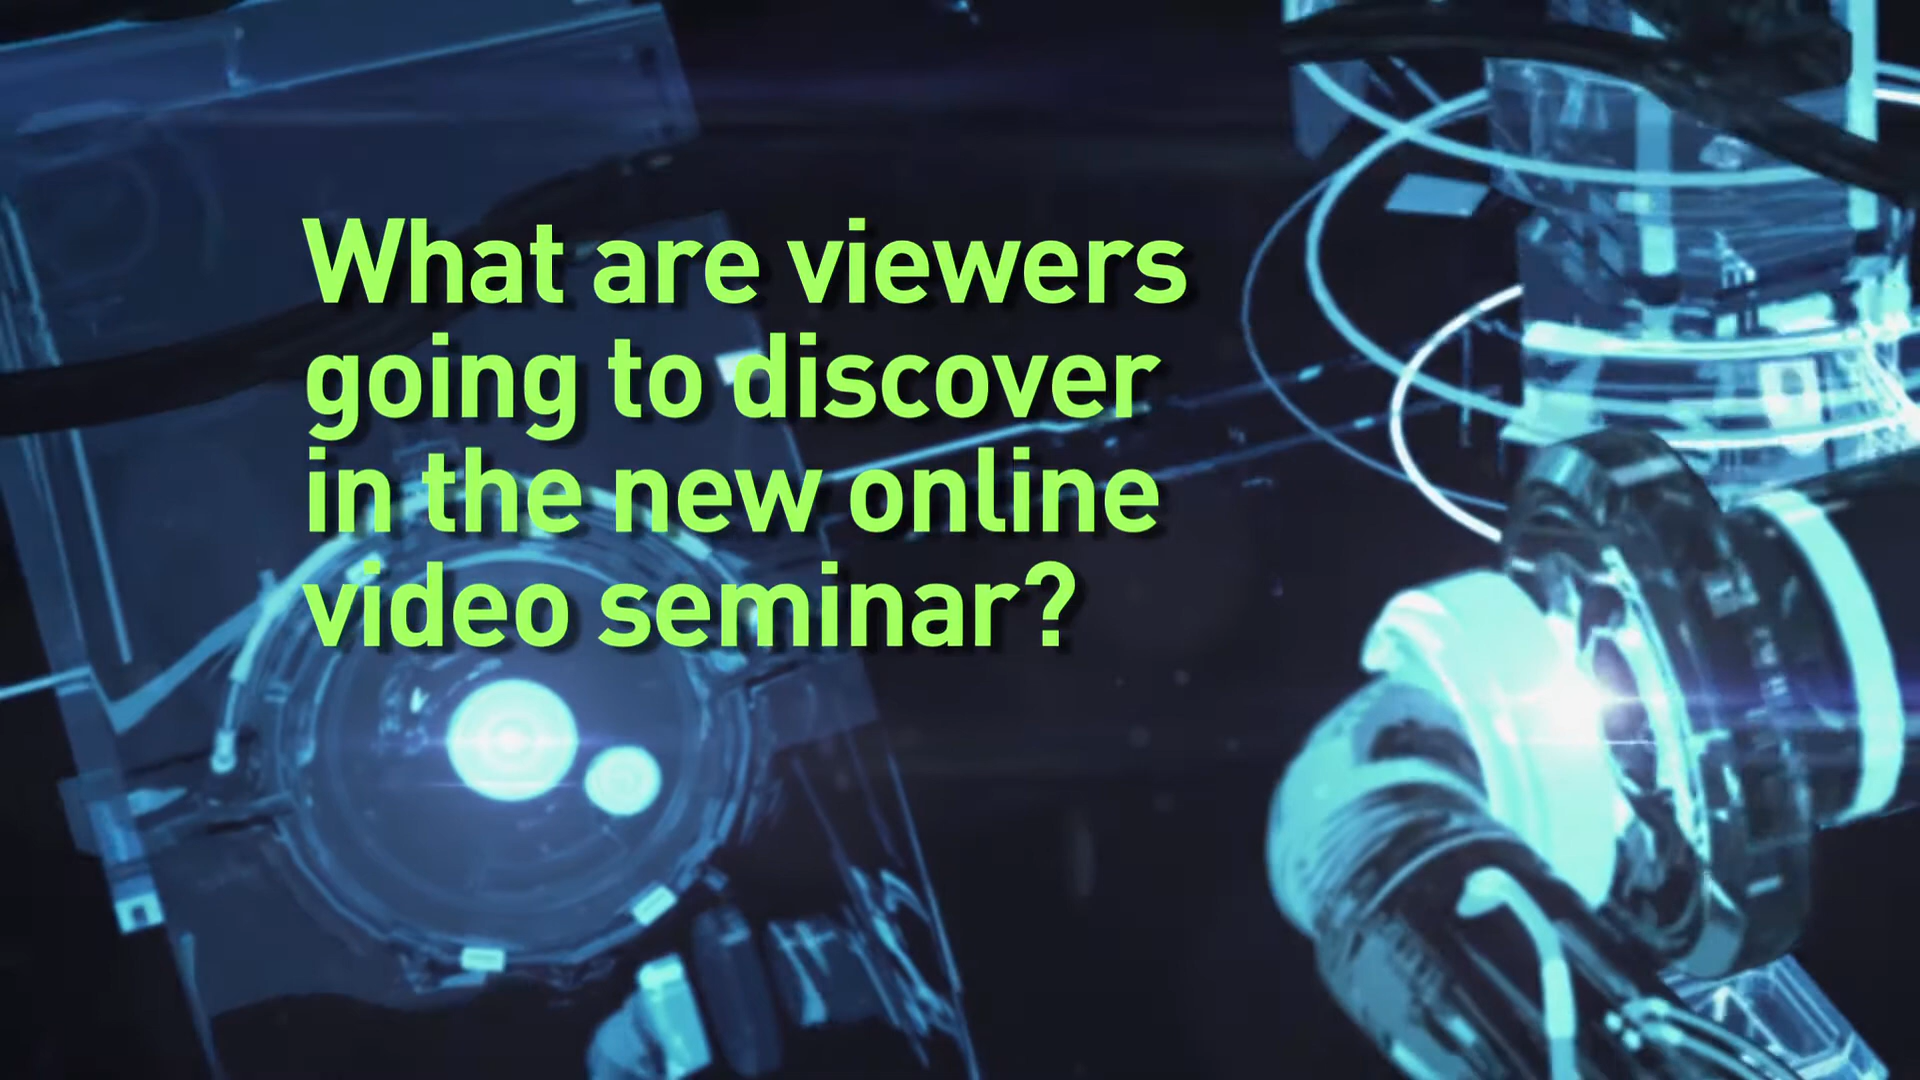 What are viewers
going to discover
in the new online
video seminar?